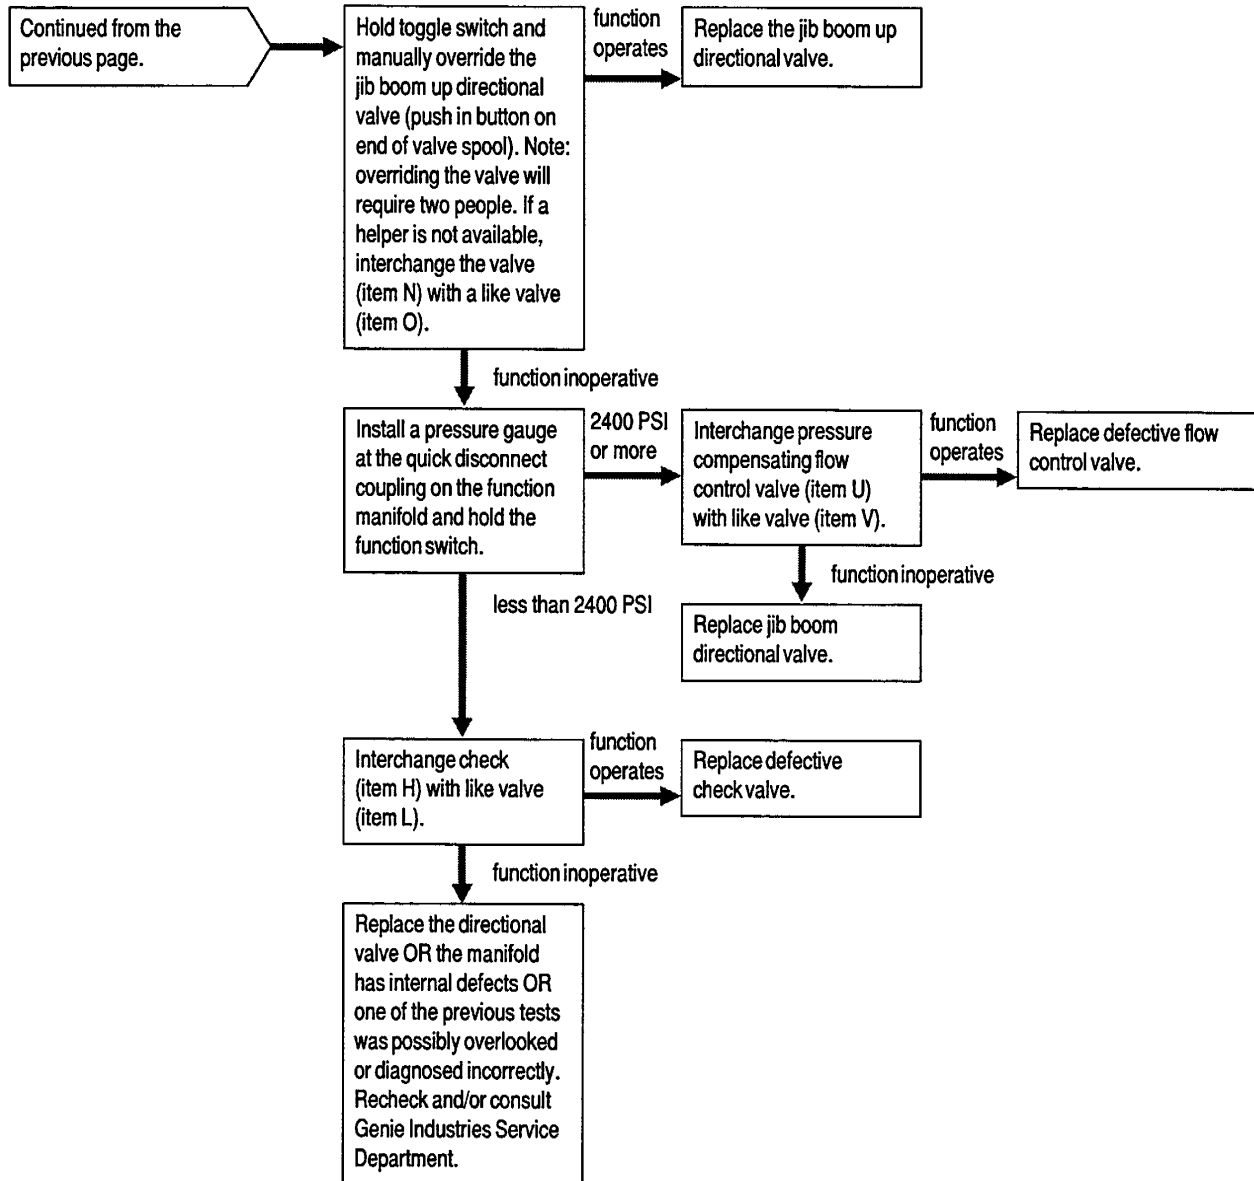 Continued from the
previous page.
Hold toggle switch and
manually override the
jib boom up directional
valve (push in button on
end of valve spool). Note:
overriding the valve will
require two people. If a
helper is not available,
interchange the valve
(item N) with a like valve
(item O).
function
operates
Replace the jib boom up
directional valve.
function inoperative
Install a pressure gauge
at the quick disconnect
coupling on the function
manifold and hold the
function switch.
2400 PSI
or more
Interchange pressure
compensating flow
control valve (item U)
with like valve (item V).
function
operates
Replace defective flow
control valve.
function inoperative
Replace jib boom
directional valve.
less than 2400 PSI
Interchange check
(item H) with like valve
(item L).
function
operates
Replace defective
check valve.
function inoperative
Replace the directional
valve OR the manifold
has internal defects OR
one of the previous tests
was possibly overlooked
or diagnosed incorrectly.
Recheck and/or consult
Genie Industries Service
Department.